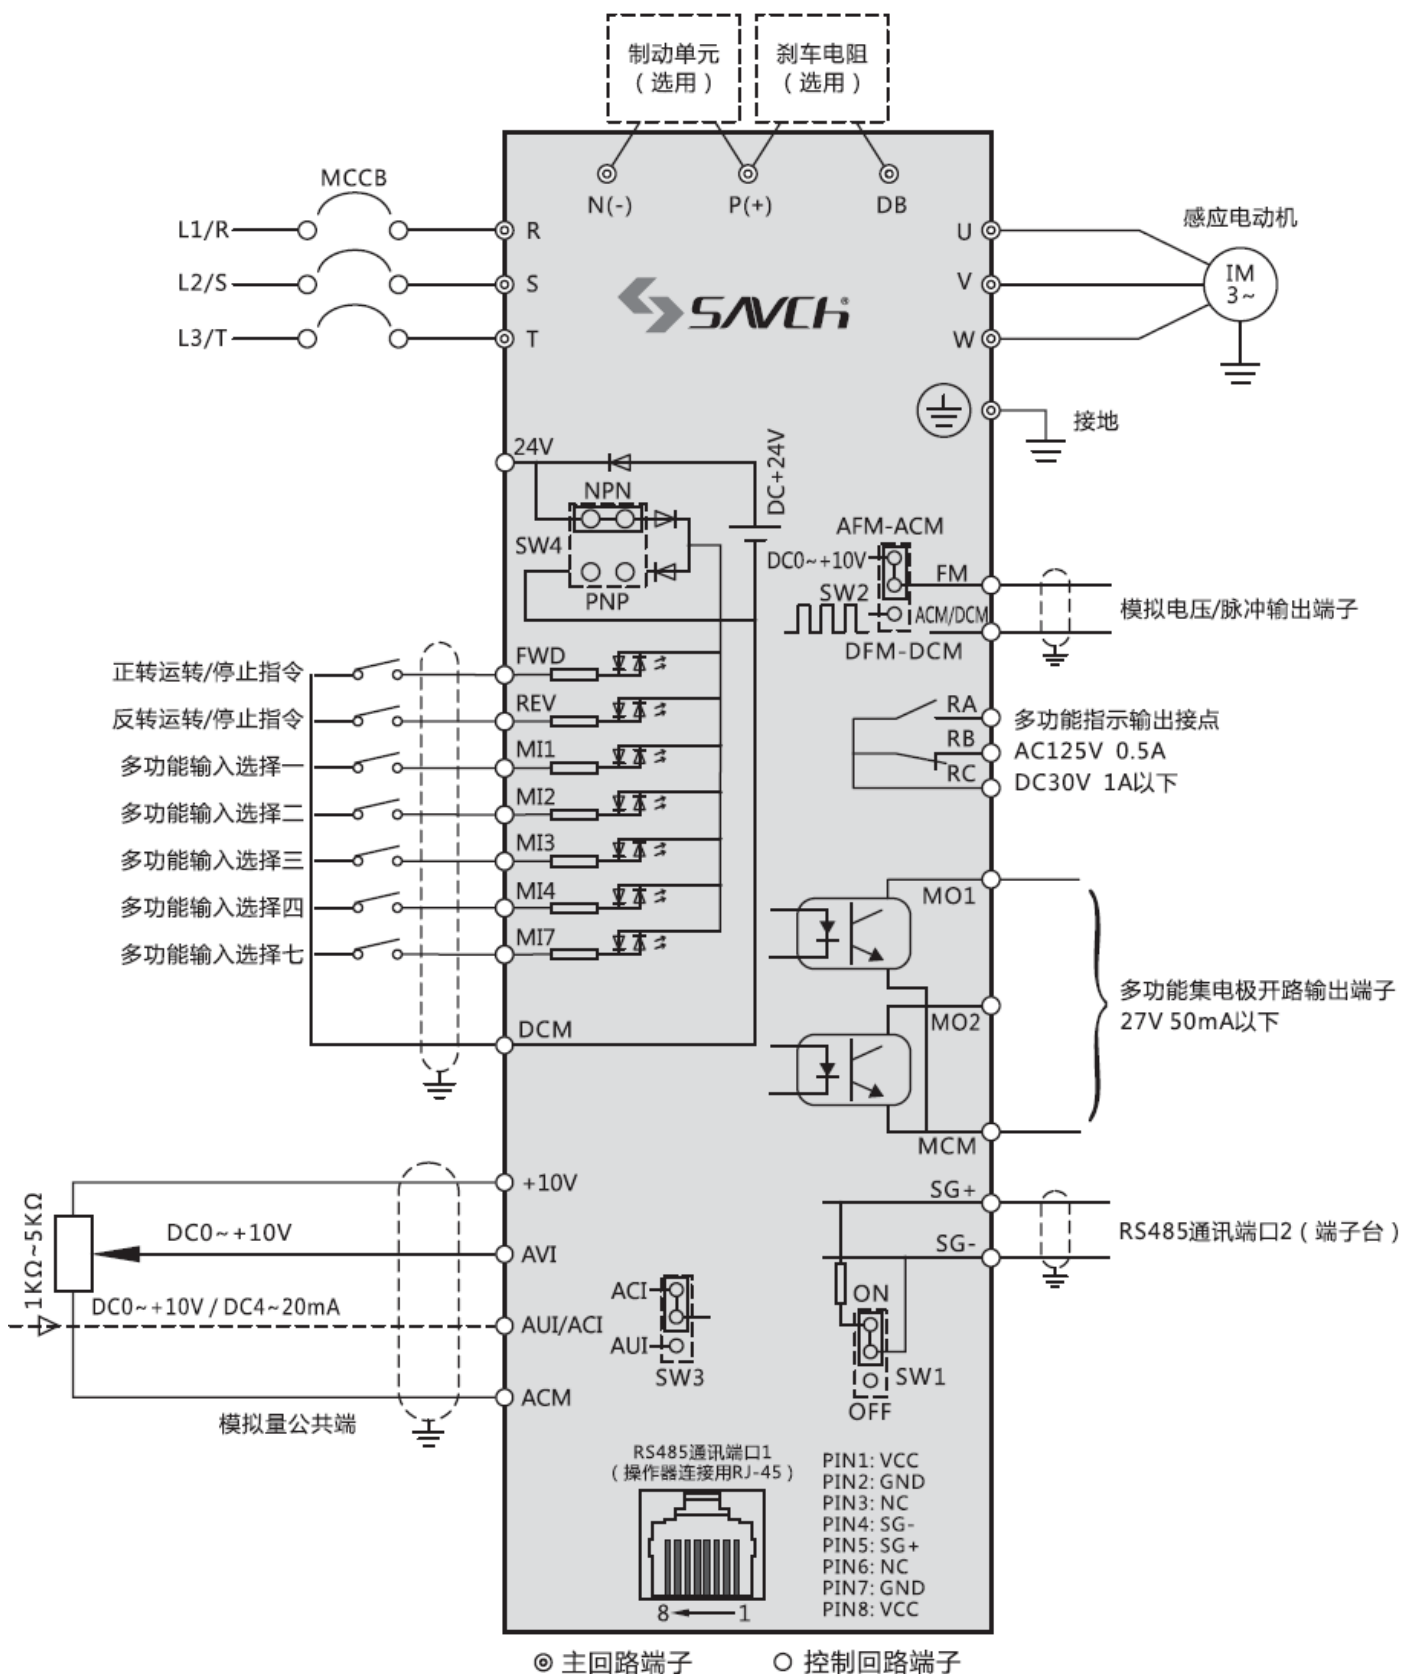 制动单元
（选用）
刹车电阻
（选用）
N(-)
P(+)
DB
MCCB
L1/R
L2/S
L3/T
R
S
T
U
V
W
感应电动机
IM
3~
SAVCH®
接地
24V
DC+24V
NPN
SW4
PNP
AFM-ACM
DC0~+10V
SW2
FM
ACM/DCM
DFM-DCM
模拟电压/脉冲输出端子
正转运转/停止指令
FWD
反转运转/停止指令
REV
多功能输入选择一
MI1
多功能输入选择二
MI2
多功能输入选择三
MI3
多功能输入选择四
MI4
多功能输入选择七
MI7
DCM
RA
RB
RC
多功能指示输出接点
AC125V 0.5A
DC30V 1A以下
MO1
MO2
MCM
多功能集电极开路输出端子
27V 50mA以下
1KΩ~5KΩ
+10V
DC0~+10V
AVI
DC0~+10V / DC4~20mA
AUI/ACI
ACM
模拟量公共端
ACI
AUI
SW3
SG+
SG-
RS485通讯端口2（端子台）
ON
SW1
OFF
RS485通讯端口1
（操作器连接用RJ-45）
8
1
PIN1: VCC
PIN2: GND
PIN3: NC
PIN4: SG-
PIN5: SG+
PIN6: NC
PIN7: GND
PIN8: VCC
主回路端子
控制回路端子